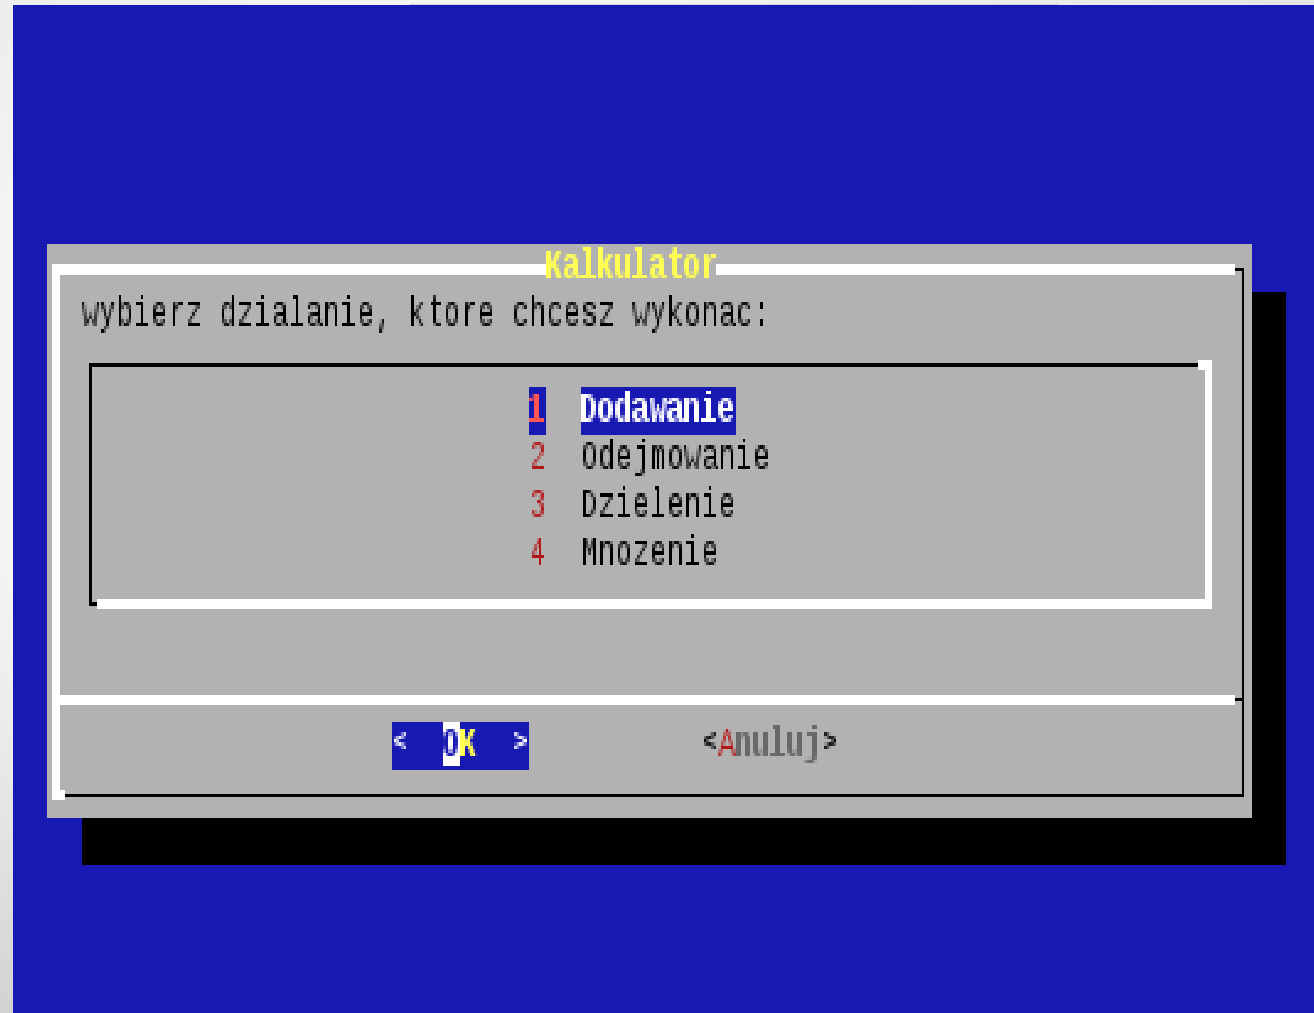 Kalkulator
wybierz dzialanie, ktore chcesz wykonac:
1 Dodawanie
2 Odejmowanie
3 Dzielenie
4 Mnozenie
< OK > <Anuluj>